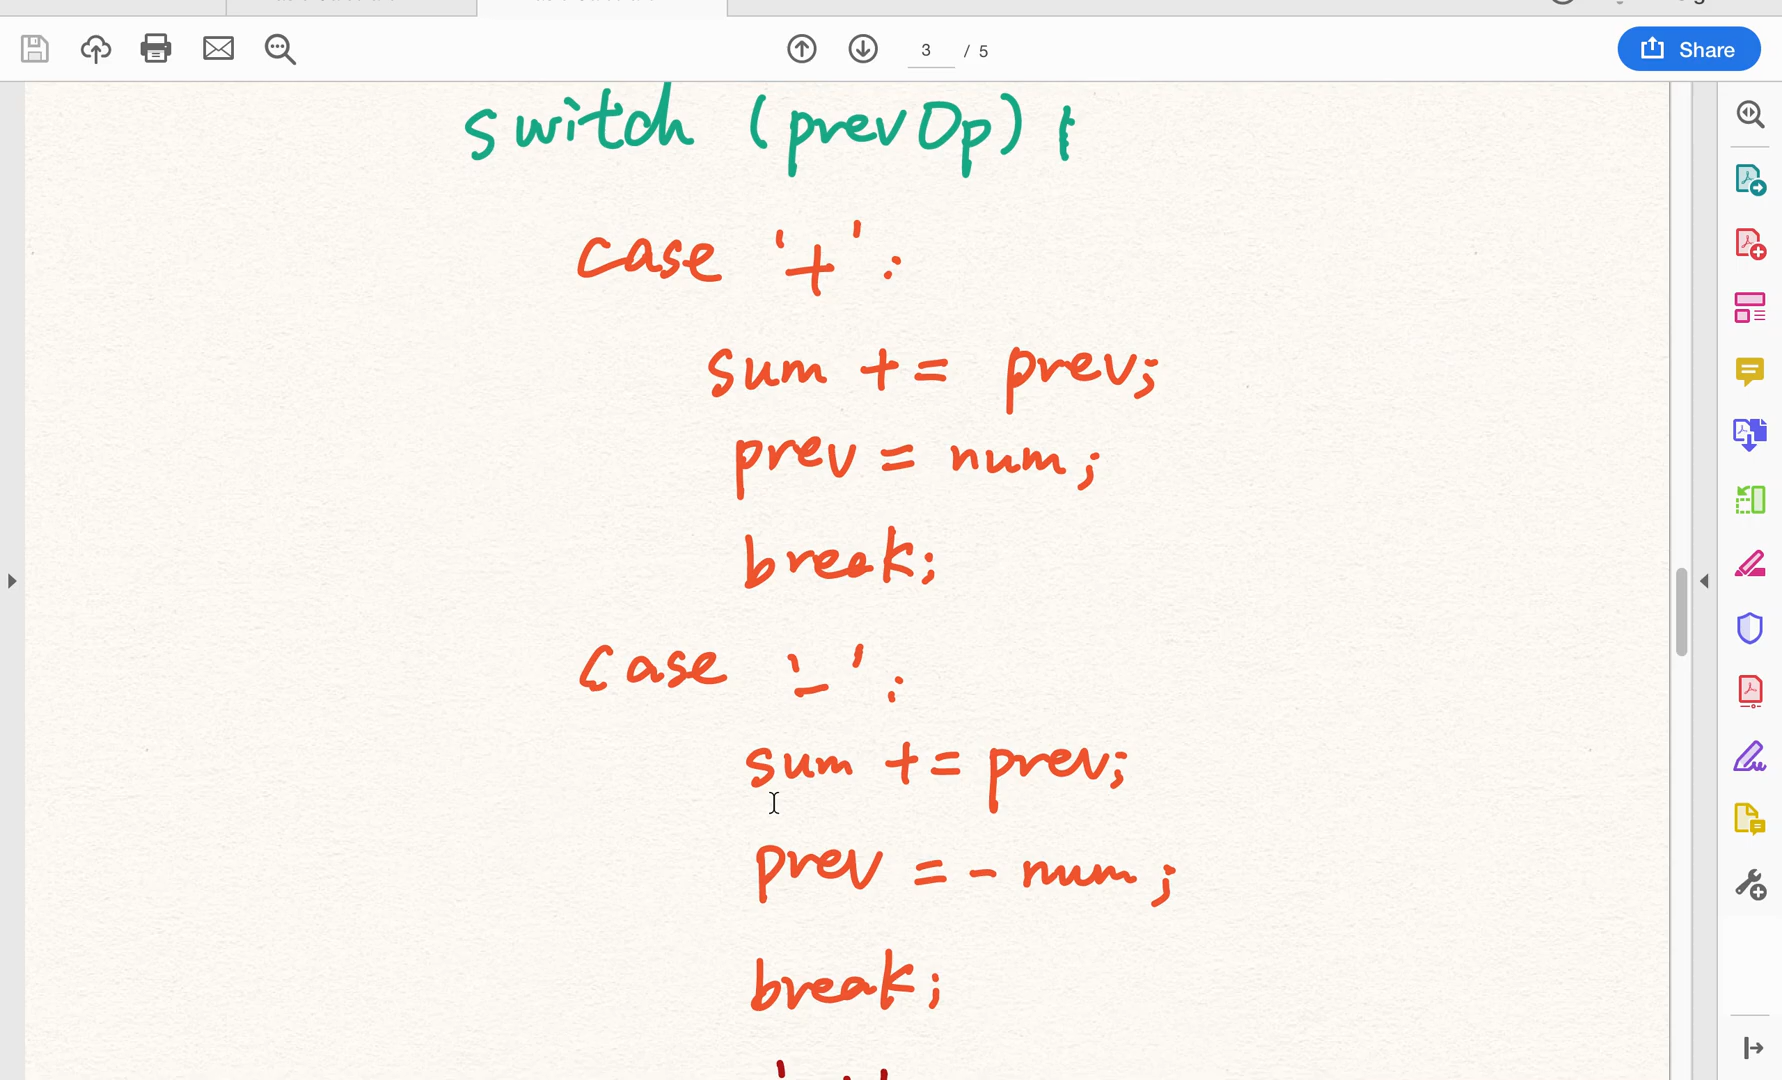 3 / 5
Share
switch (prevOp) {
case '+':
sum += prev;
prev = num;
break;
case '-':
sum += prev;
prev = - num;
break;